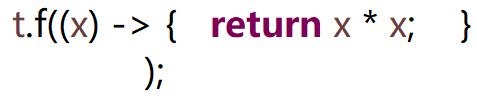 t.f((x) -> { return x * x; }
);